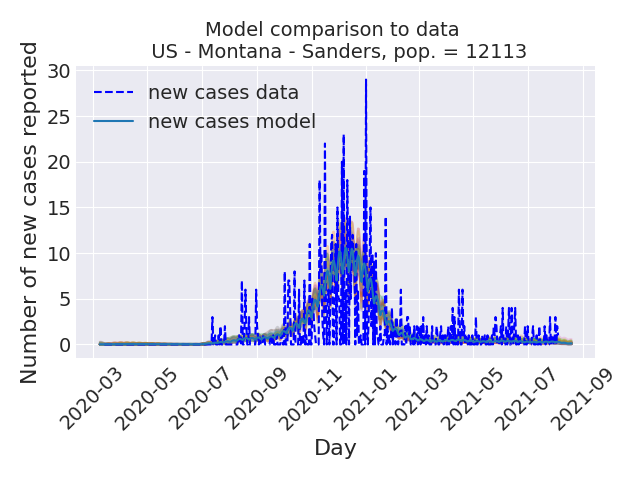 Model comparison to data
US - Montana - Sanders, pop. = 12113
Number of new cases reported
30
25
20
15
10
5
0
new cases data
new cases model
2020-03
2020-05
2020-07
2020-09
2020-11
2021-01
2021-03
2021-05
2021-07
2021-09
Day